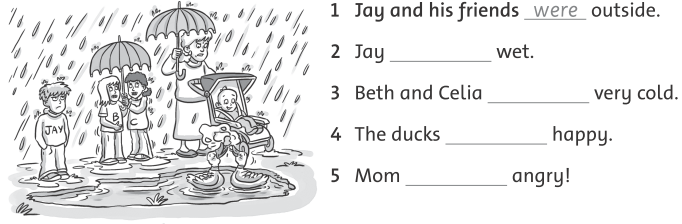 1 Jay and his friends were outside.
2 Jay __________ wet.
3 Beth and Celia __________ very cold.
4 The ducks __________ happy.
5 Mom __________ angry!
JAY
B
C